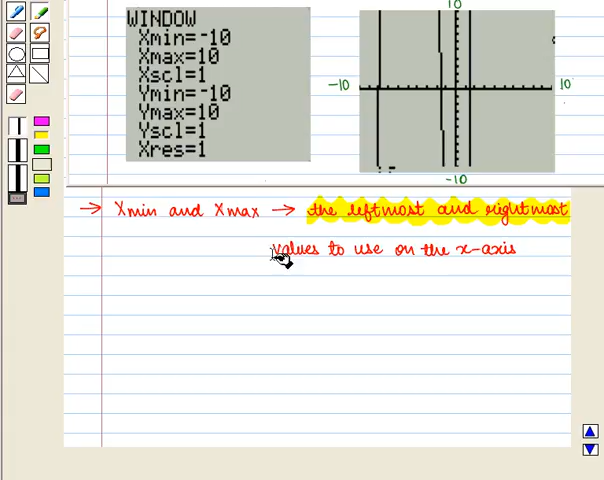 WINDOW
Xmin=-10
Xmax=10
Xscl=1
Ymin=-10
Ymax=10
Yscl=1
Xres=1
10
-10
10
-10
→ Xmin and Xmax → the leftmost and rightmost
values to use on the x-axis